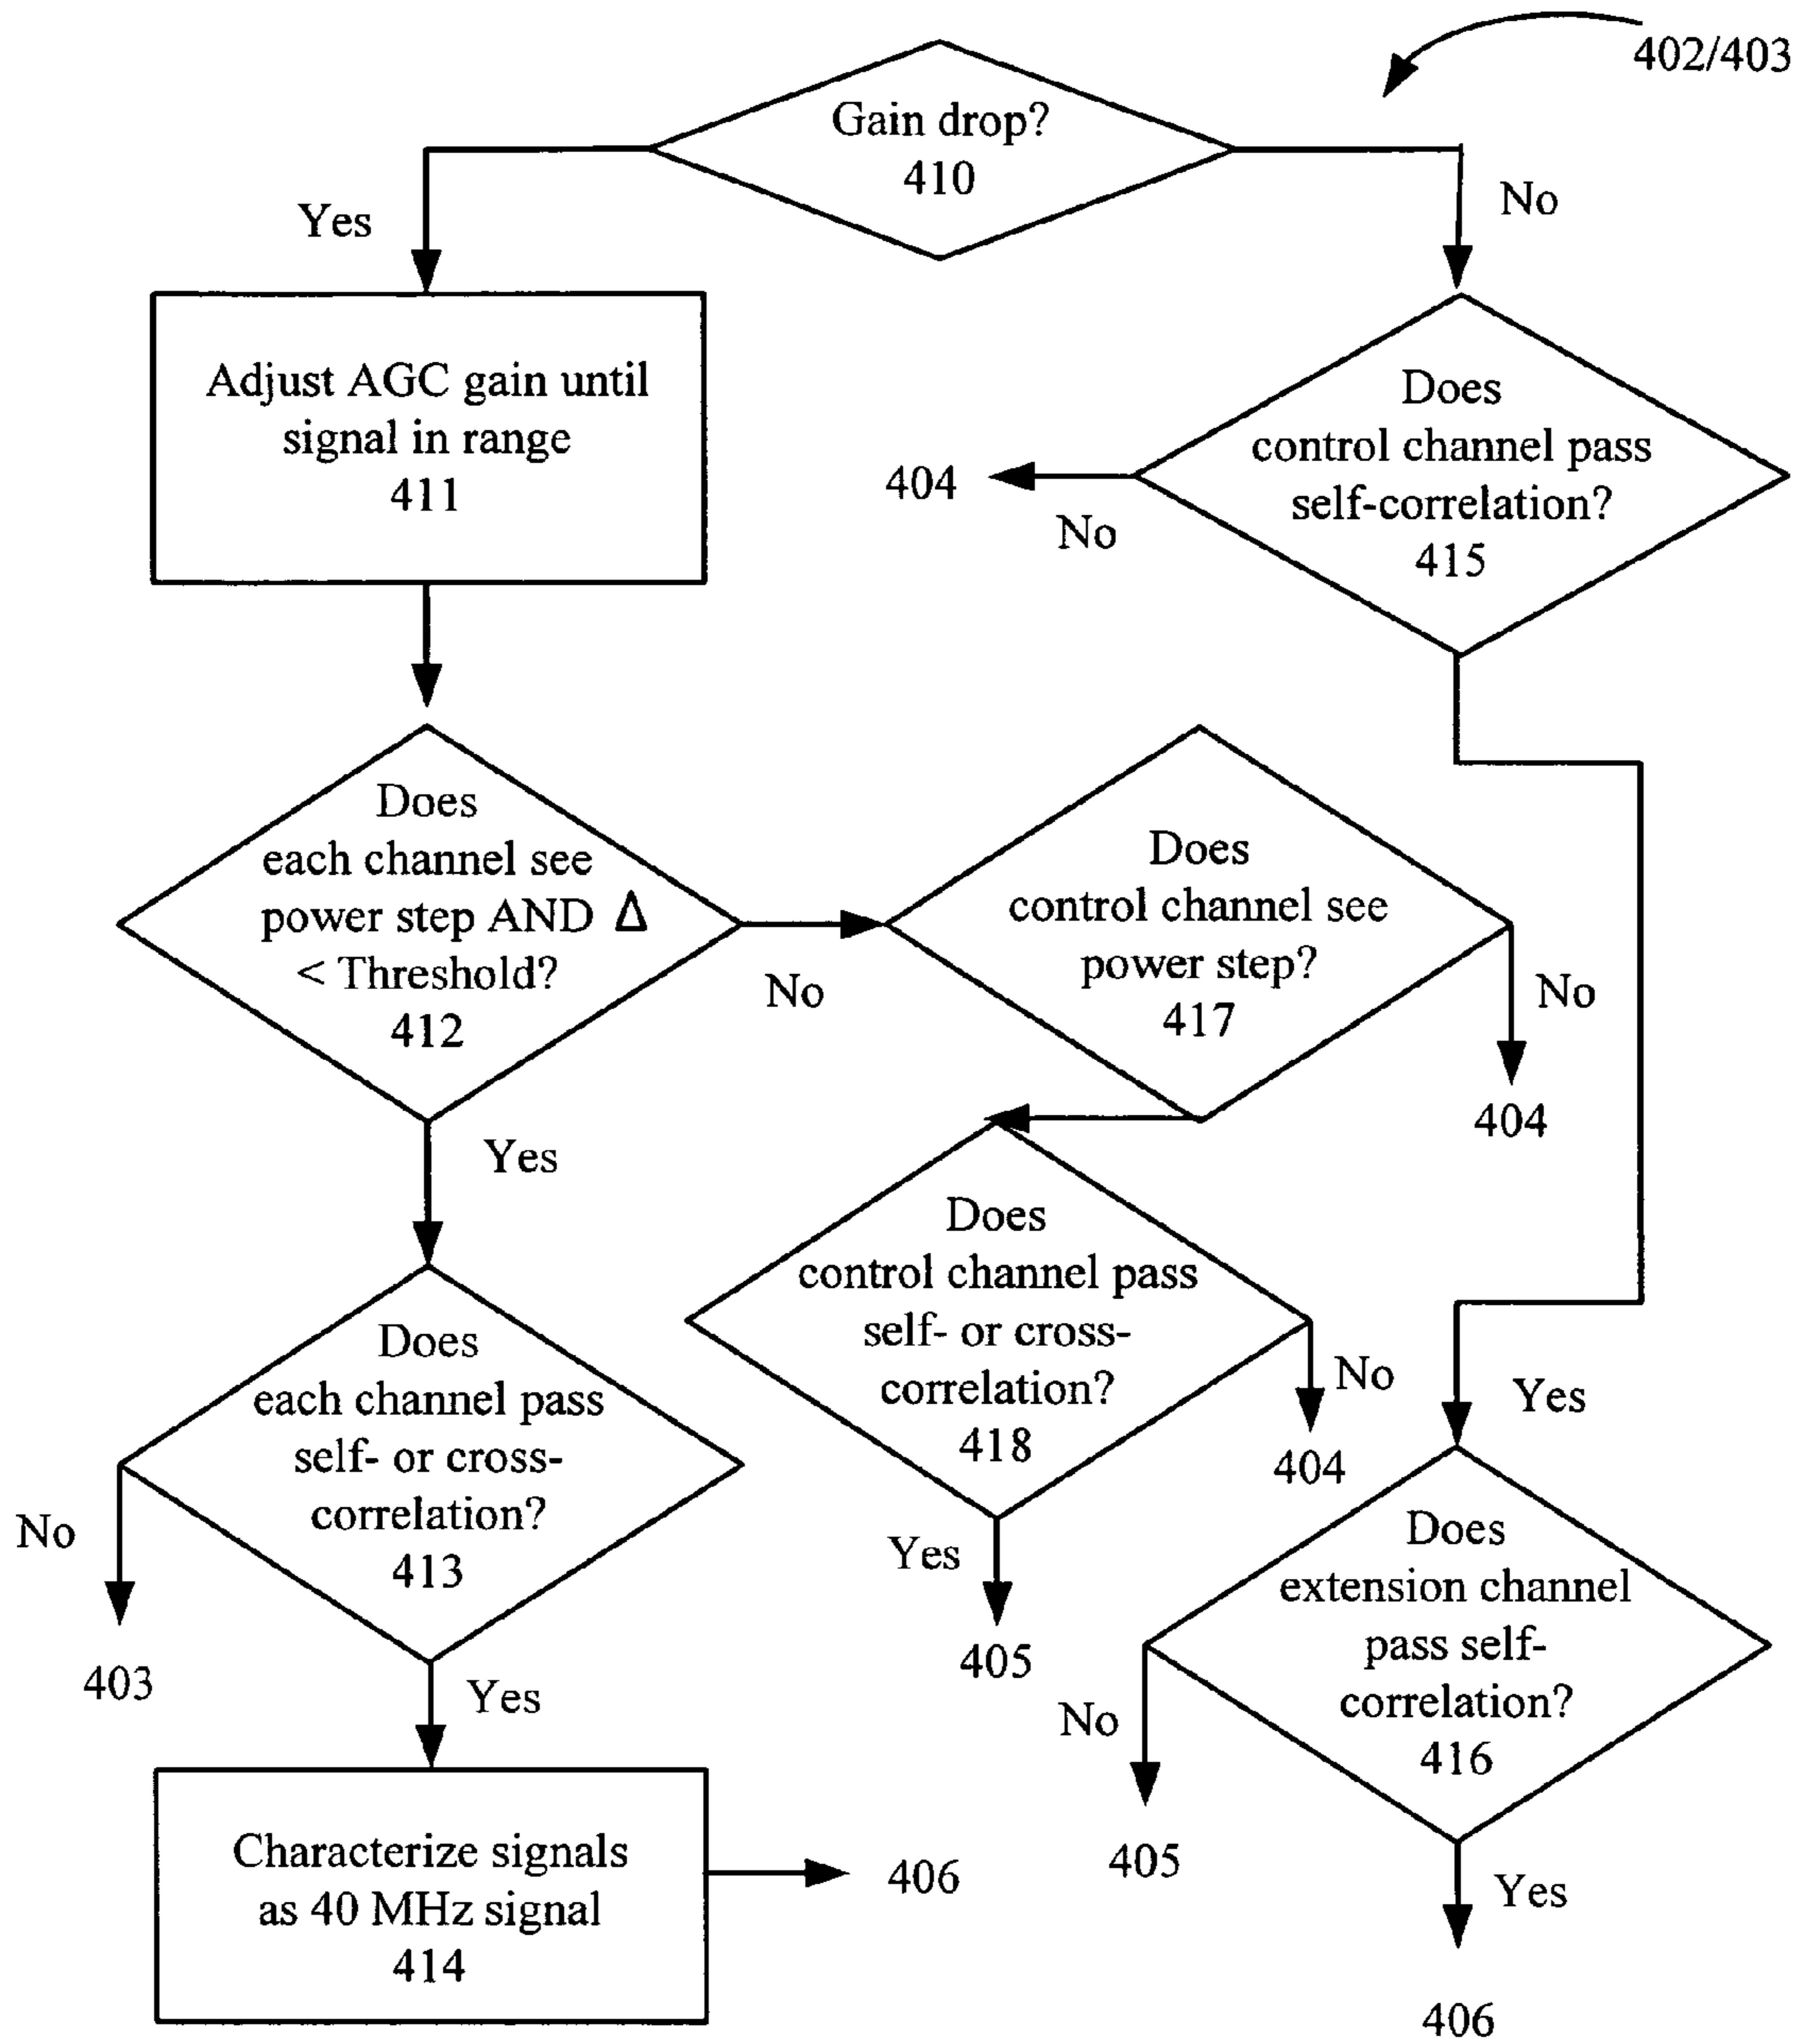 402/403
Gain drop?
410
Yes
No
Adjust AGC gain until
signal in range
411
Does
control channel pass
self-correlation?
415
404
No
Does
each channel see
power step AND Δ
< Threshold?
412
No
Does
control channel see
power step?
417
No
404
Yes
Does
control channel pass
self- or cross-
correlation?
418
No
404
Yes
405
Yes
Does
each channel pass
self- or cross-
correlation?
413
No
403
Yes
Does
extension channel
pass self-
correlation?
416
No
405
Yes
406
Characterize signals
as 40 MHz signal
414
406